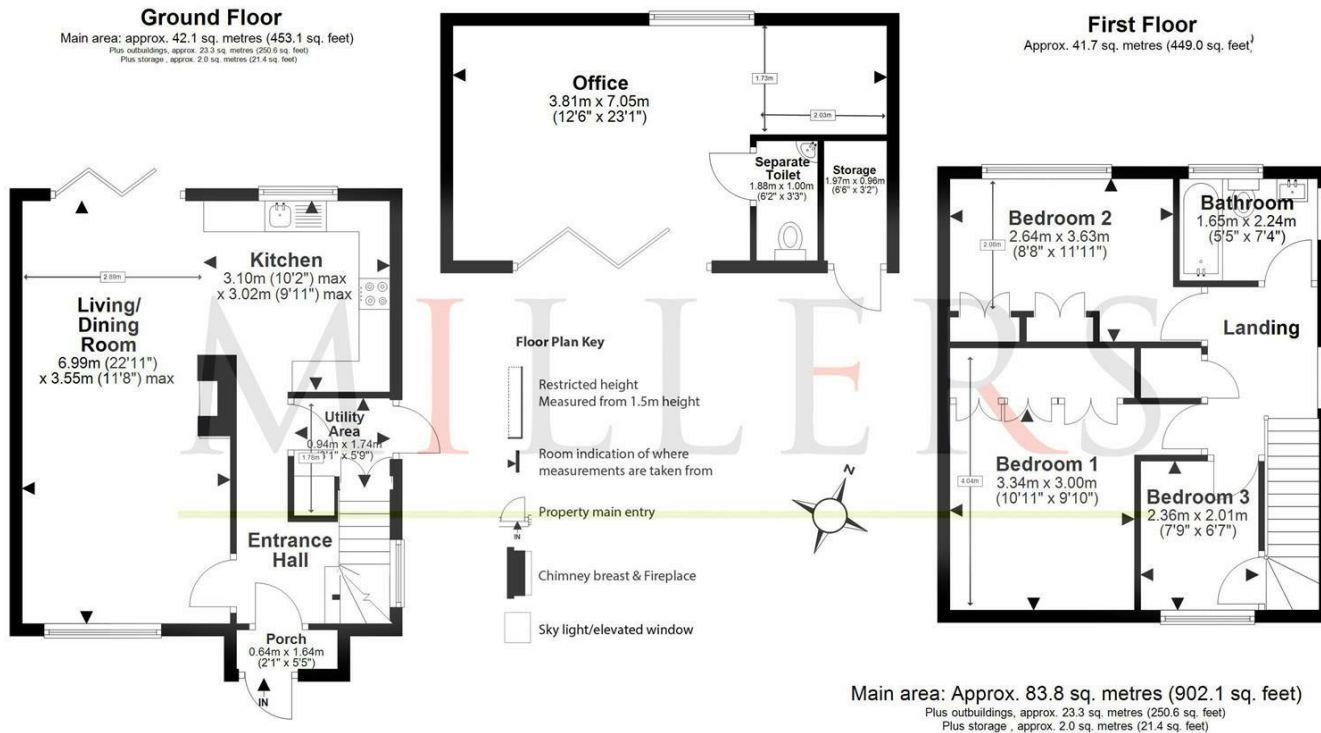 Ground Floor
Main area: approx. 42.1 sq. metres (453.1 sq. feet)
Plus outbuildings, approx. 23.3 sq. metres (250.6 sq. feet)
Plus storage , approx. 2.0 sq. metres (21.4 sq. feet)
First Floor
Approx. 41.7 sq. metres (449.0 sq. feet)
Office
3.81m x 7.05m
(12'6" x 23'1")
1.73m
2.03m
Separate
Toilet
1.88m x 1.00m
(6'2" x 3'3")
Storage
1.97m x 0.96m
(6'6" x 3'2")
Kitchen
3.10m (10'2") max
x 3.02m (9'11") max
2.89m
Living/
Dining
Room
6.99m (22'11")
x 3.55m (11'8") max
Utility
Area
0.94m x 1.74m
(3'1" x 5'9")
1.78m
Entrance
Hall
Porch
0.64m x 1.64m
(2'1" x 5'5")
IN
MILLERS
Floor Plan Key
Restricted height
Measured from 1.5m height
Room indication of where
measurements are taken from
Property main entry
IN
Chimney breast & Fireplace
Sky light/elevated window
N
Bedroom 2
2.64m x 3.63m
(8'8" x 11'11")
Bathroom
1.65m x 2.24m
(5'5" x 7'4")
Landing
Bedroom 1
3.34m x 3.00m
(10'11" x 9'10")
4.04m
Bedroom 3
2.36m x 2.01m
(7'9" x 6'7")
Main area: Approx. 83.8 sq. metres (902.1 sq. feet)
Plus outbuildings, approx. 23.3 sq. metres (250.6 sq. feet)
Plus storage , approx. 2.0 sq. metres (21.4 sq. feet)